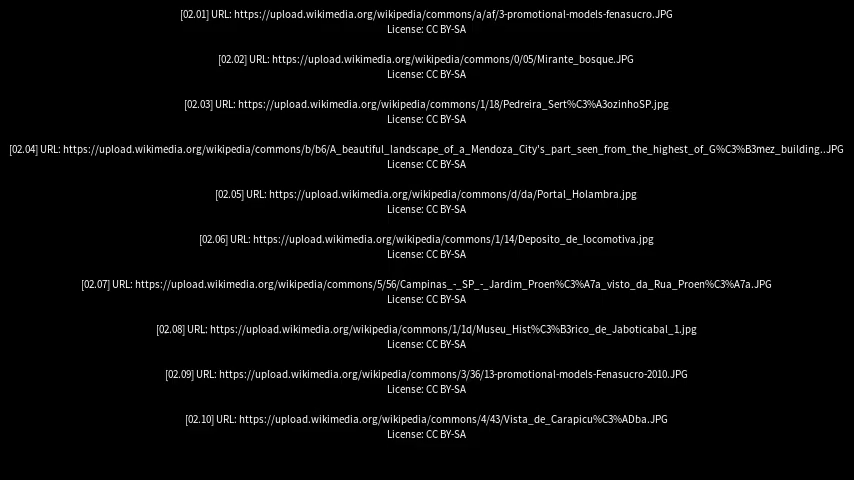 [02.01] URL: https://upload.wikimedia.org/wikipedia/commons/a/af/3-promotional-models-fenasucro.JPG
License: CC BY-SA
[02.02] URL: https://upload.wikimedia.org/wikipedia/commons/0/05/Mirante_bosque.JPG
License: CC BY-SA
[02.03] URL: https://upload.wikimedia.org/wikipedia/commons/1/18/Pedreira_Sert%C3%A3ozinhoSP.jpg
License: CC BY-SA
[02.04] URL: https://upload.wikimedia.org/wikipedia/commons/b/b6/A_beautiful_landscape_of_a_Mendoza_City's_part_seen_from_the_highest_of_G%C3%B3mez_building..JPG
License: CC BY-SA
[02.05] URL: https://upload.wikimedia.org/wikipedia/commons/d/da/Portal_Holambra.jpg
License: CC BY-SA
[02.06] URL: https://upload.wikimedia.org/wikipedia/commons/1/14/Deposito_de_locomotiva.jpg
License: CC BY-SA
[02.07] URL: https://upload.wikimedia.org/wikipedia/commons/5/56/Campinas_-_SP_-_Jardim_Proen%C3%A7a_visto_da_Rua_Proen%C3%A7a.JPG
License: CC BY-SA
[02.08] URL: https://upload.wikimedia.org/wikipedia/commons/1/1d/Museu_Hist%C3%B3rico_de_Jaboticabal_1.jpg
License: CC BY-SA
[02.09] URL: https://upload.wikimedia.org/wikipedia/commons/3/36/13-promotional-models-Fenasucro-2010.JPG
License: CC BY-SA
[02.10] URL: https://upload.wikimedia.org/wikipedia/commons/4/43/Vista_de_Carapicu%C3%ADba.JPG
License: CC BY-SA